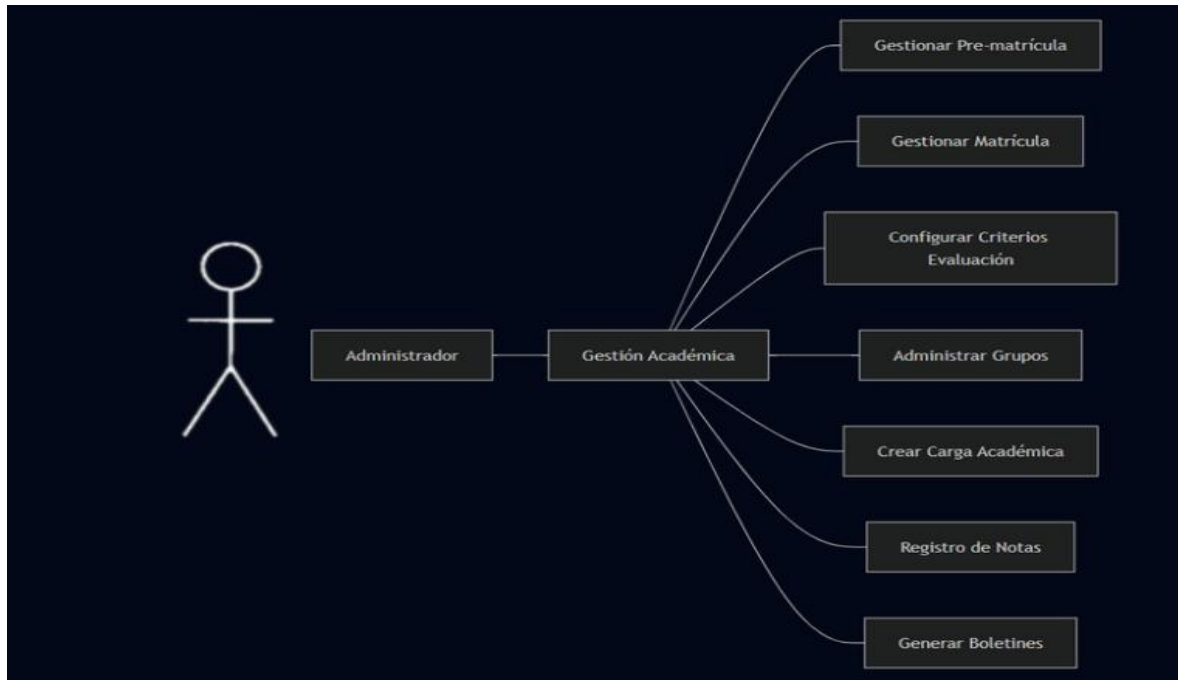 Gestionar Pre-matrícula
Gestionar Matrícula
Configurar Criterios
Evaluación
Administrador
Gestión Académica
Administrar Grupos
Crear Carga Académica
Registro de Notas
Generar Boletines